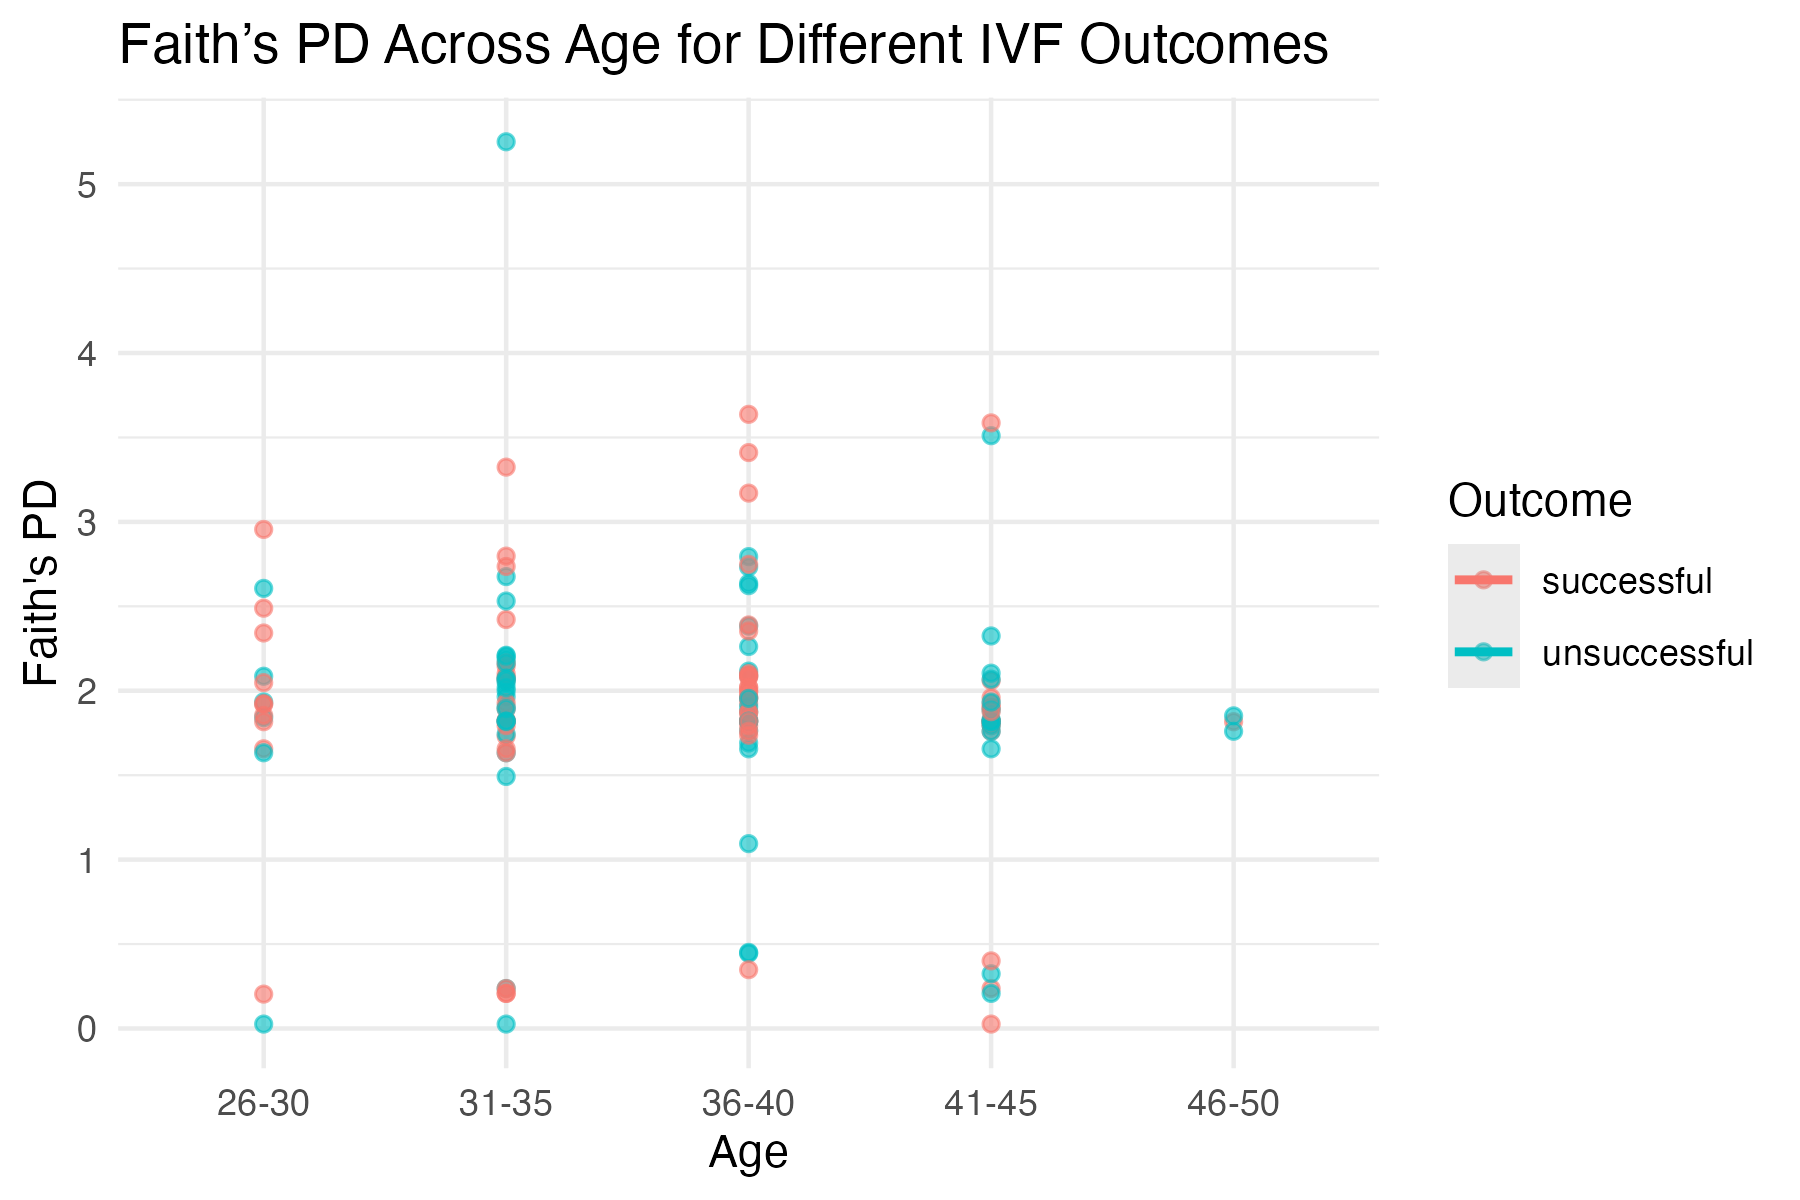 Faith’s PD Across Age for Different IVF Outcomes
Faith's PD
5
4
3
2
1
0
26-30
31-35
36-40
41-45
46-50
Age
Outcome
successful
unsuccessful